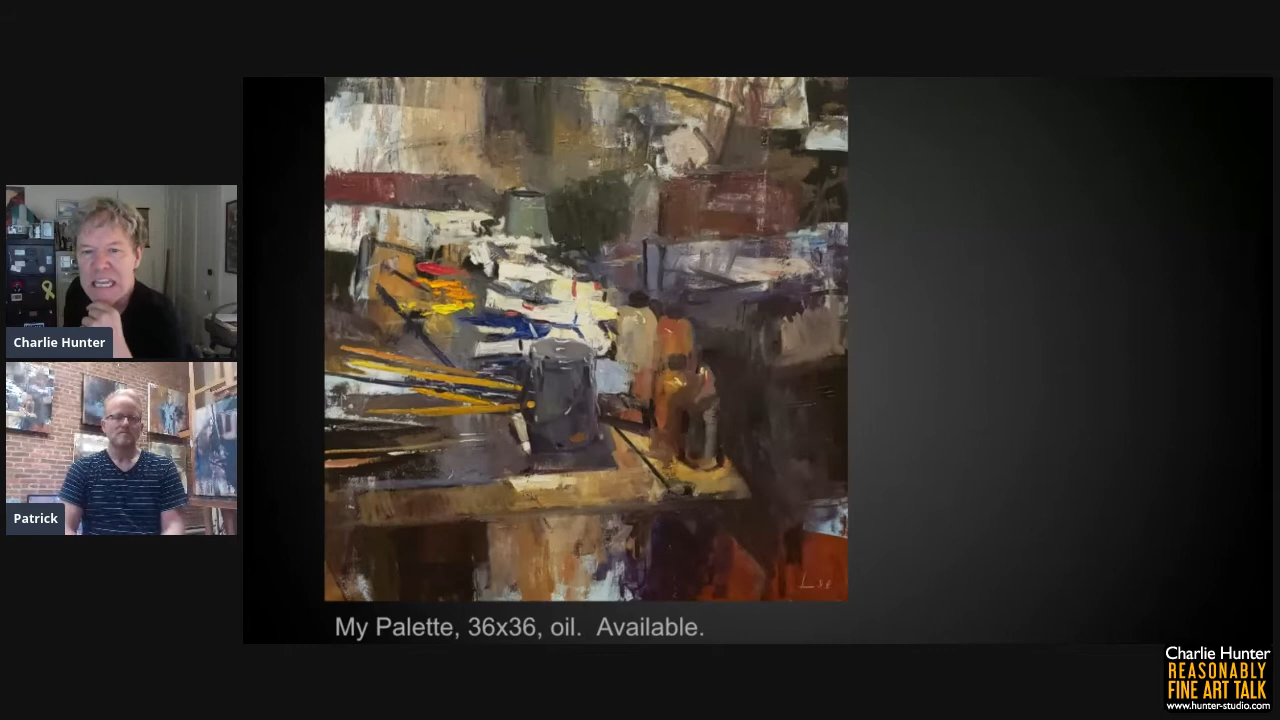 Charlie Hunter
Patrick
My Palette, 36x36, oil. Available.
Charlie Hunter
REASONABLY
FINE ART TALK
www.hunter-studio.com